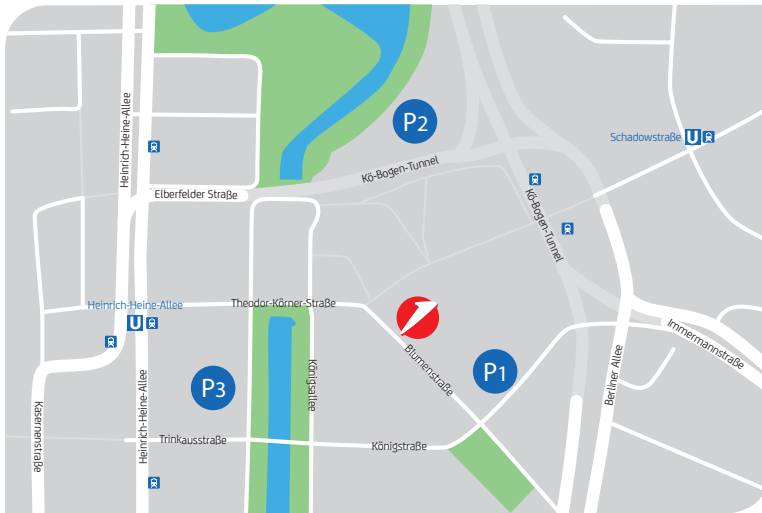 P2
Schadowstraße U
Heinrich-Heine-Allee
Kö-Bogen-Tunnel
Elberfelder Straße
Kö-Bogen-Tunnel
Heinrich-Heine-Allee U
Theodor-Körner-Straße
Immermannstraße
Blumenstraße
P1
Königsallee
Berliner Allee
P3
Heinrich-Heine-Allee
Kasernenstraße
Trinkausstraße
Königstraße